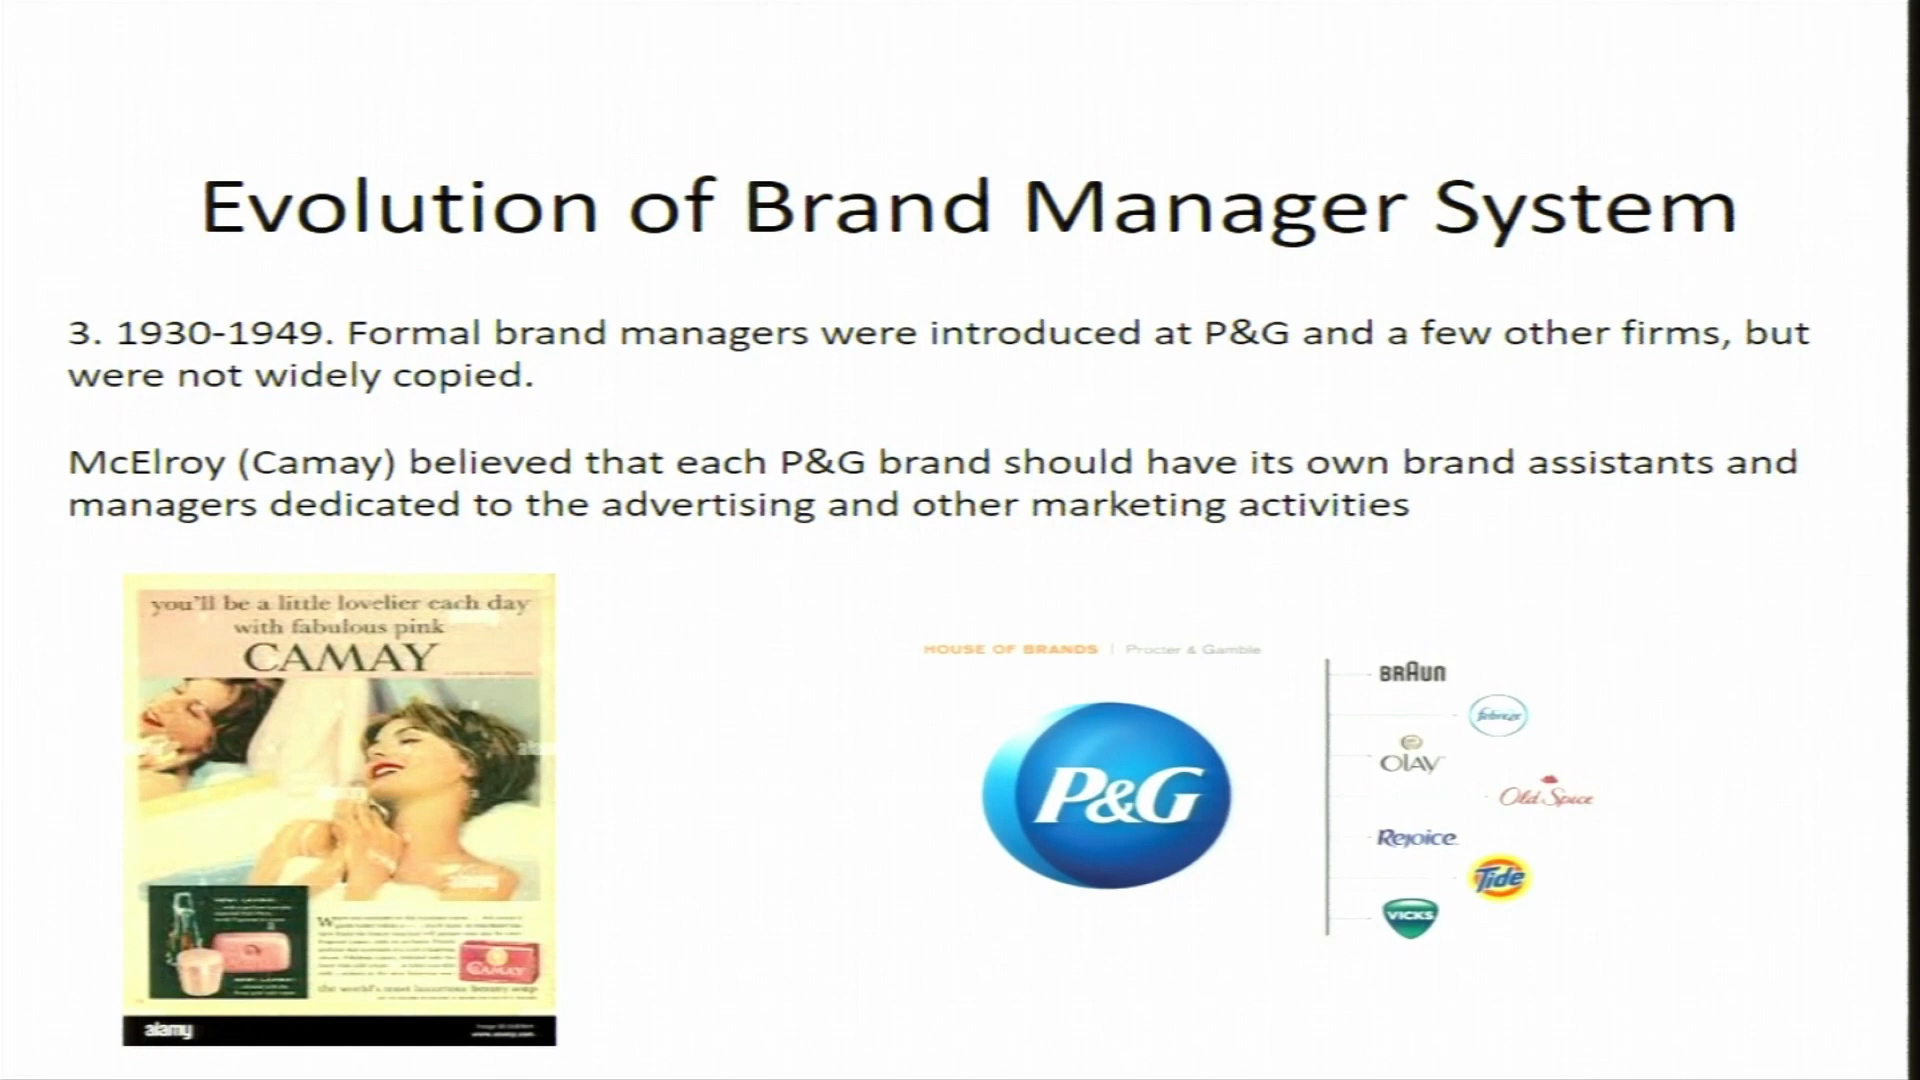 Evolution of Brand Manager System
3. 1930-1949. Formal brand managers were introduced at P&G and a few other firms, but
were not widely copied.
McElroy (Camay) believed that each P&G brand should have its own brand assistants and
managers dedicated to the advertising and other marketing activities
you'll be a little lovelier each day
with fabulous pink
CAMAY
CAMAY
the world's most luxurious beauty soap
alamy
www.alamy.com
HOUSE OF BRANDS | Procter & Gamble
P&G
BRAUN
febreze
OLAY
Old Spice
Rejoice
Tide
VICKS